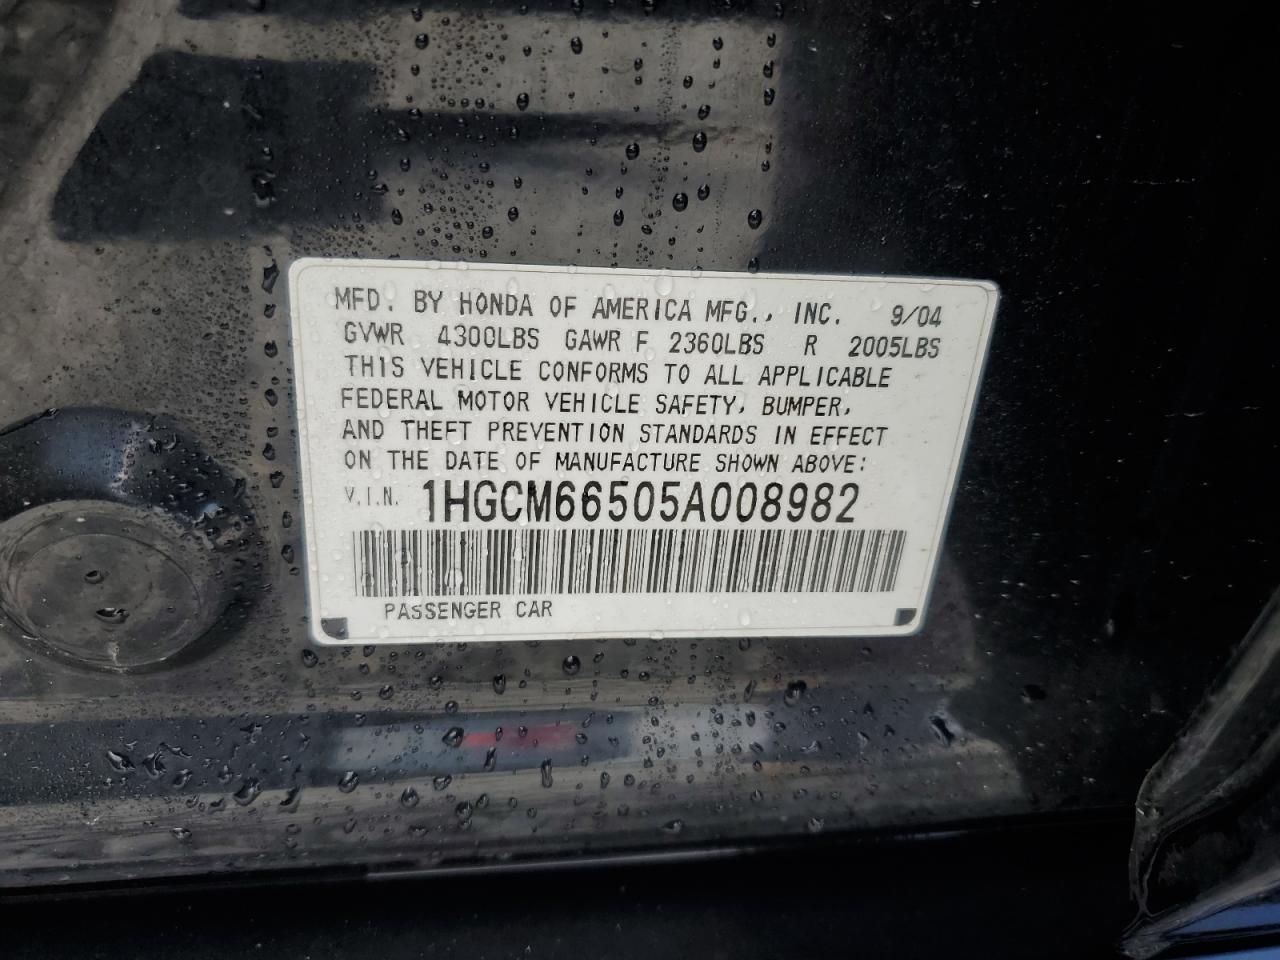 MFD. BY HONDA OF AMERICA MFG., INC. 9/04
GVWR 4300LBS GAWR F 2360LBS R 2005LBS
THIS VEHICLE CONFORMS TO ALL APPLICABLE
FEDERAL MOTOR VEHICLE SAFETY, BUMPER,
AND THEFT PREVENTION STANDARDS IN EFFECT
ON THE DATE OF MANUFACTURE SHOWN ABOVE:
V.I.N. 1HGCM66505A008982
PASSENGER CAR